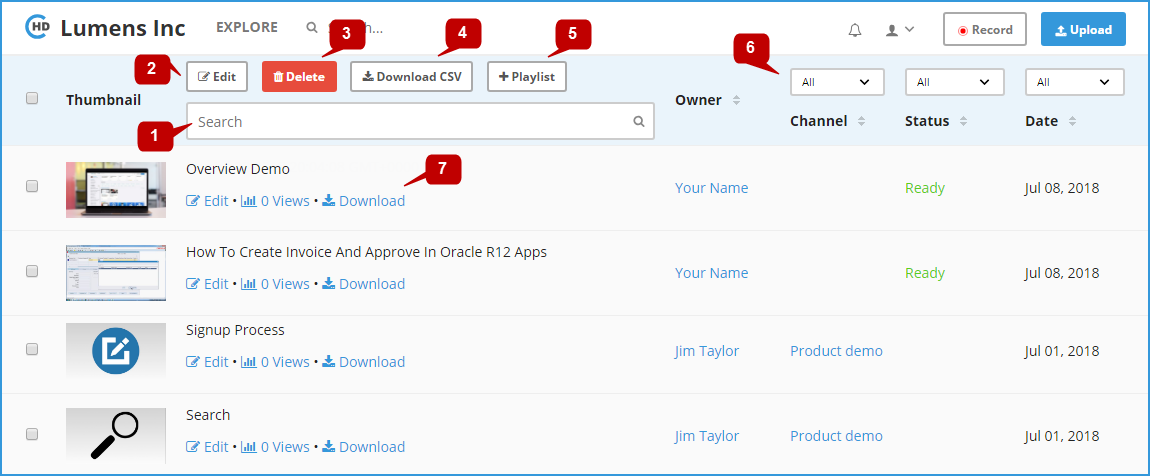 HD Lumens Inc EXPLORE Record Upload
1 2 3 4 5 6 7
Edit Delete Download CSV Playlist
All All All
Thumbnail Search Owner Channel Status Date
Overview Demo
Edit • 0 Views • Download Your Name Ready Jul 08, 2018
How To Create Invoice And Approve In Oracle R12 Apps
Edit • 0 Views • Download Your Name Ready Jul 08, 2018
Signup Process
Edit • 0 Views • Download Jim Taylor Product demo Jul 01, 2018
Search
Edit • 0 Views • Download Jim Taylor Product demo Jul 01, 2018